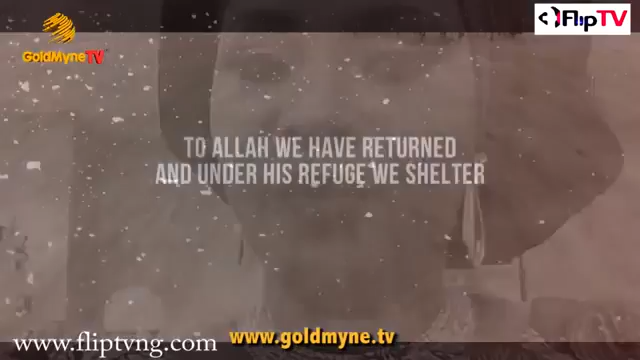 GoldMyneTV
FlipTV
TO ALLAH WE HAVE RETURNED
AND UNDER HIS REFUGE WE SHELTER
www.goldmyne.tv
www.fliptvng.com